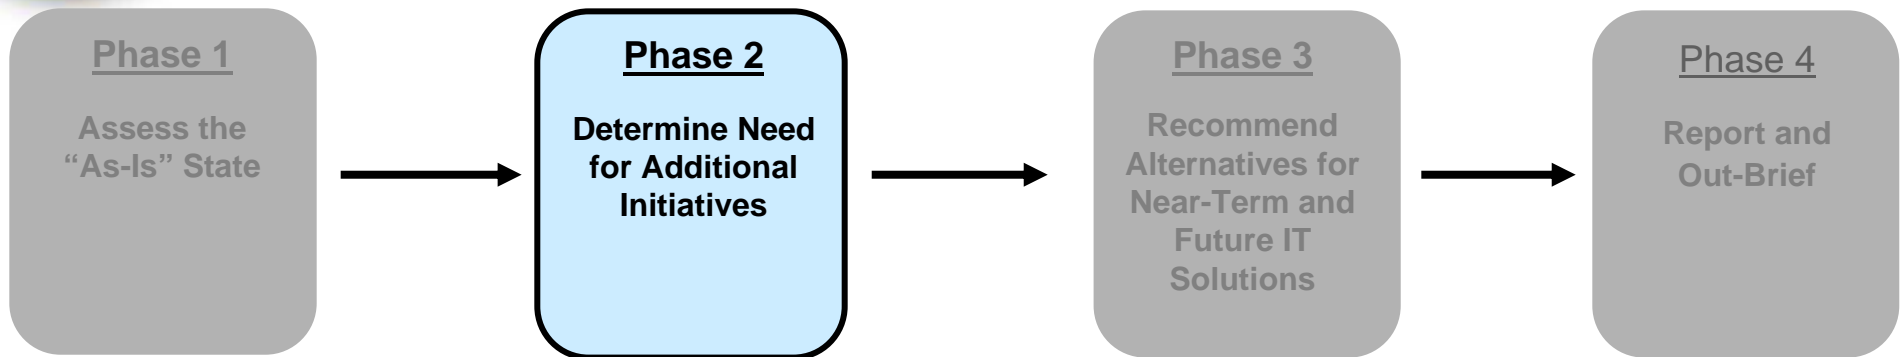 Phase 1
Assess the
“As-Is” State
Phase 2
Determine Need
for Additional
Initiatives
Phase 3
Recommend
Alternatives for
Near-Term and
Future IT
Solutions
Phase 4
Report and
Out-Brief